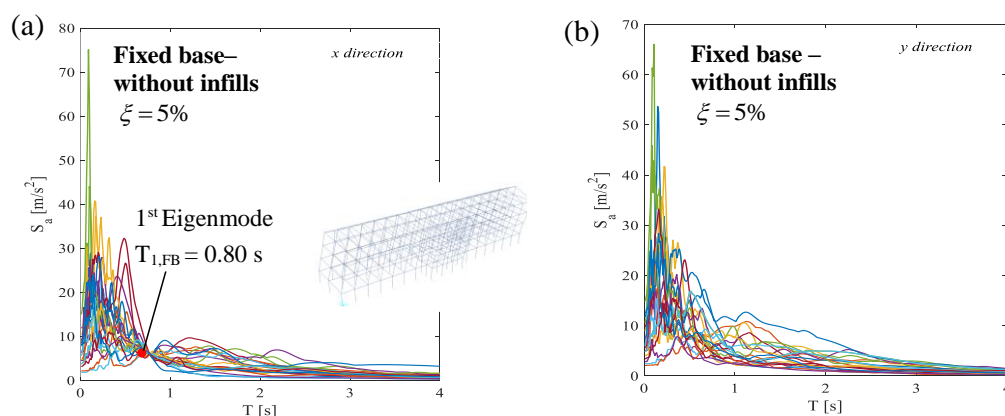 (a)
80
70
60
50
40
30
20
10
0
S_a [m/s²]
Fixed base–
without infills
ξ = 5%
x direction
1st Eigenmode
T1,FB = 0.80 s
0 1 2 3 4
T [s]
(b)
70
60
50
40
30
20
10
0
S_a [m/s²]
Fixed base –
without infills
ξ = 5%
y direction
0 1 2 3 4
T [s]